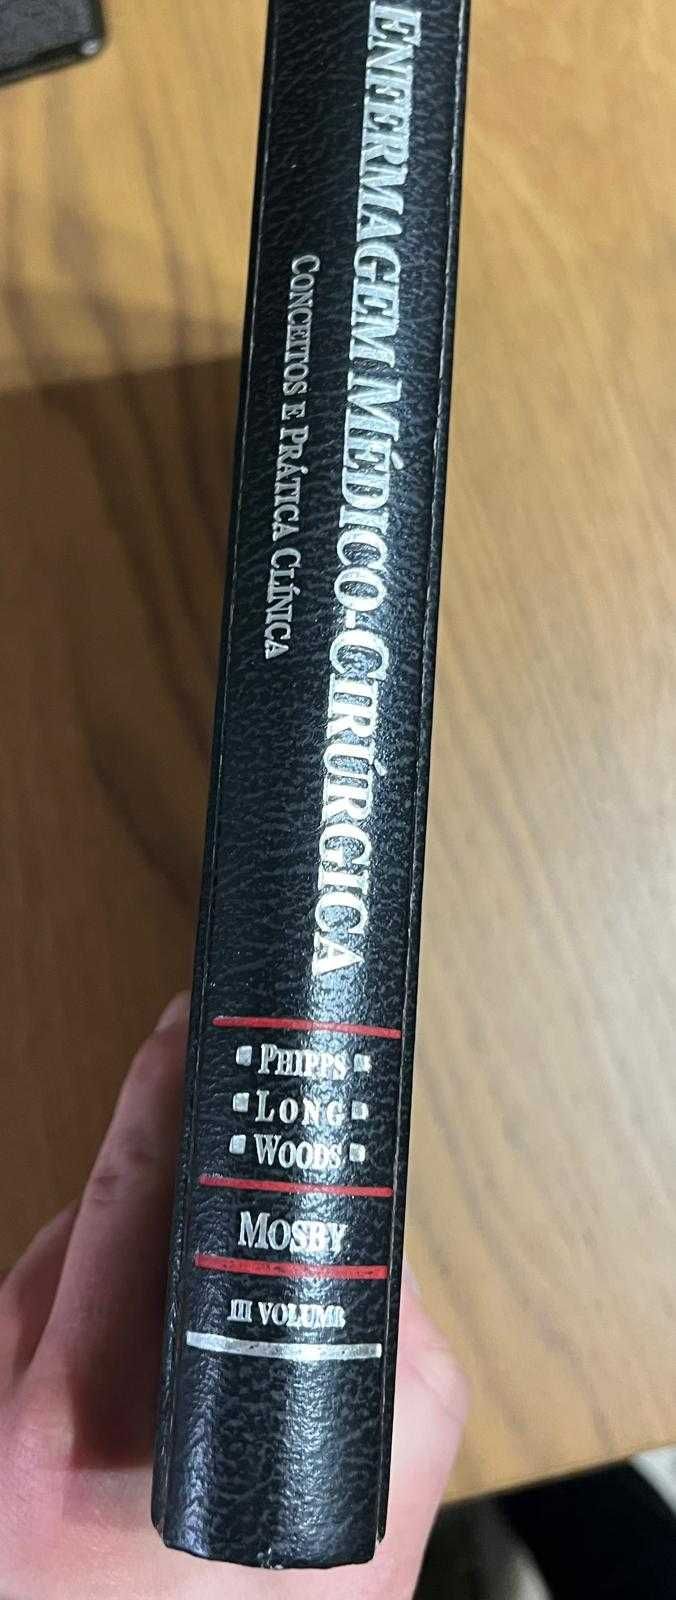 ENFERMAGEM MÉDICO-CIRÚRGICA
CONCEITOS E PRÁTICA CLÍNICA
PHIPPS
LONG
WOODS
MOSBY
III VOLUME